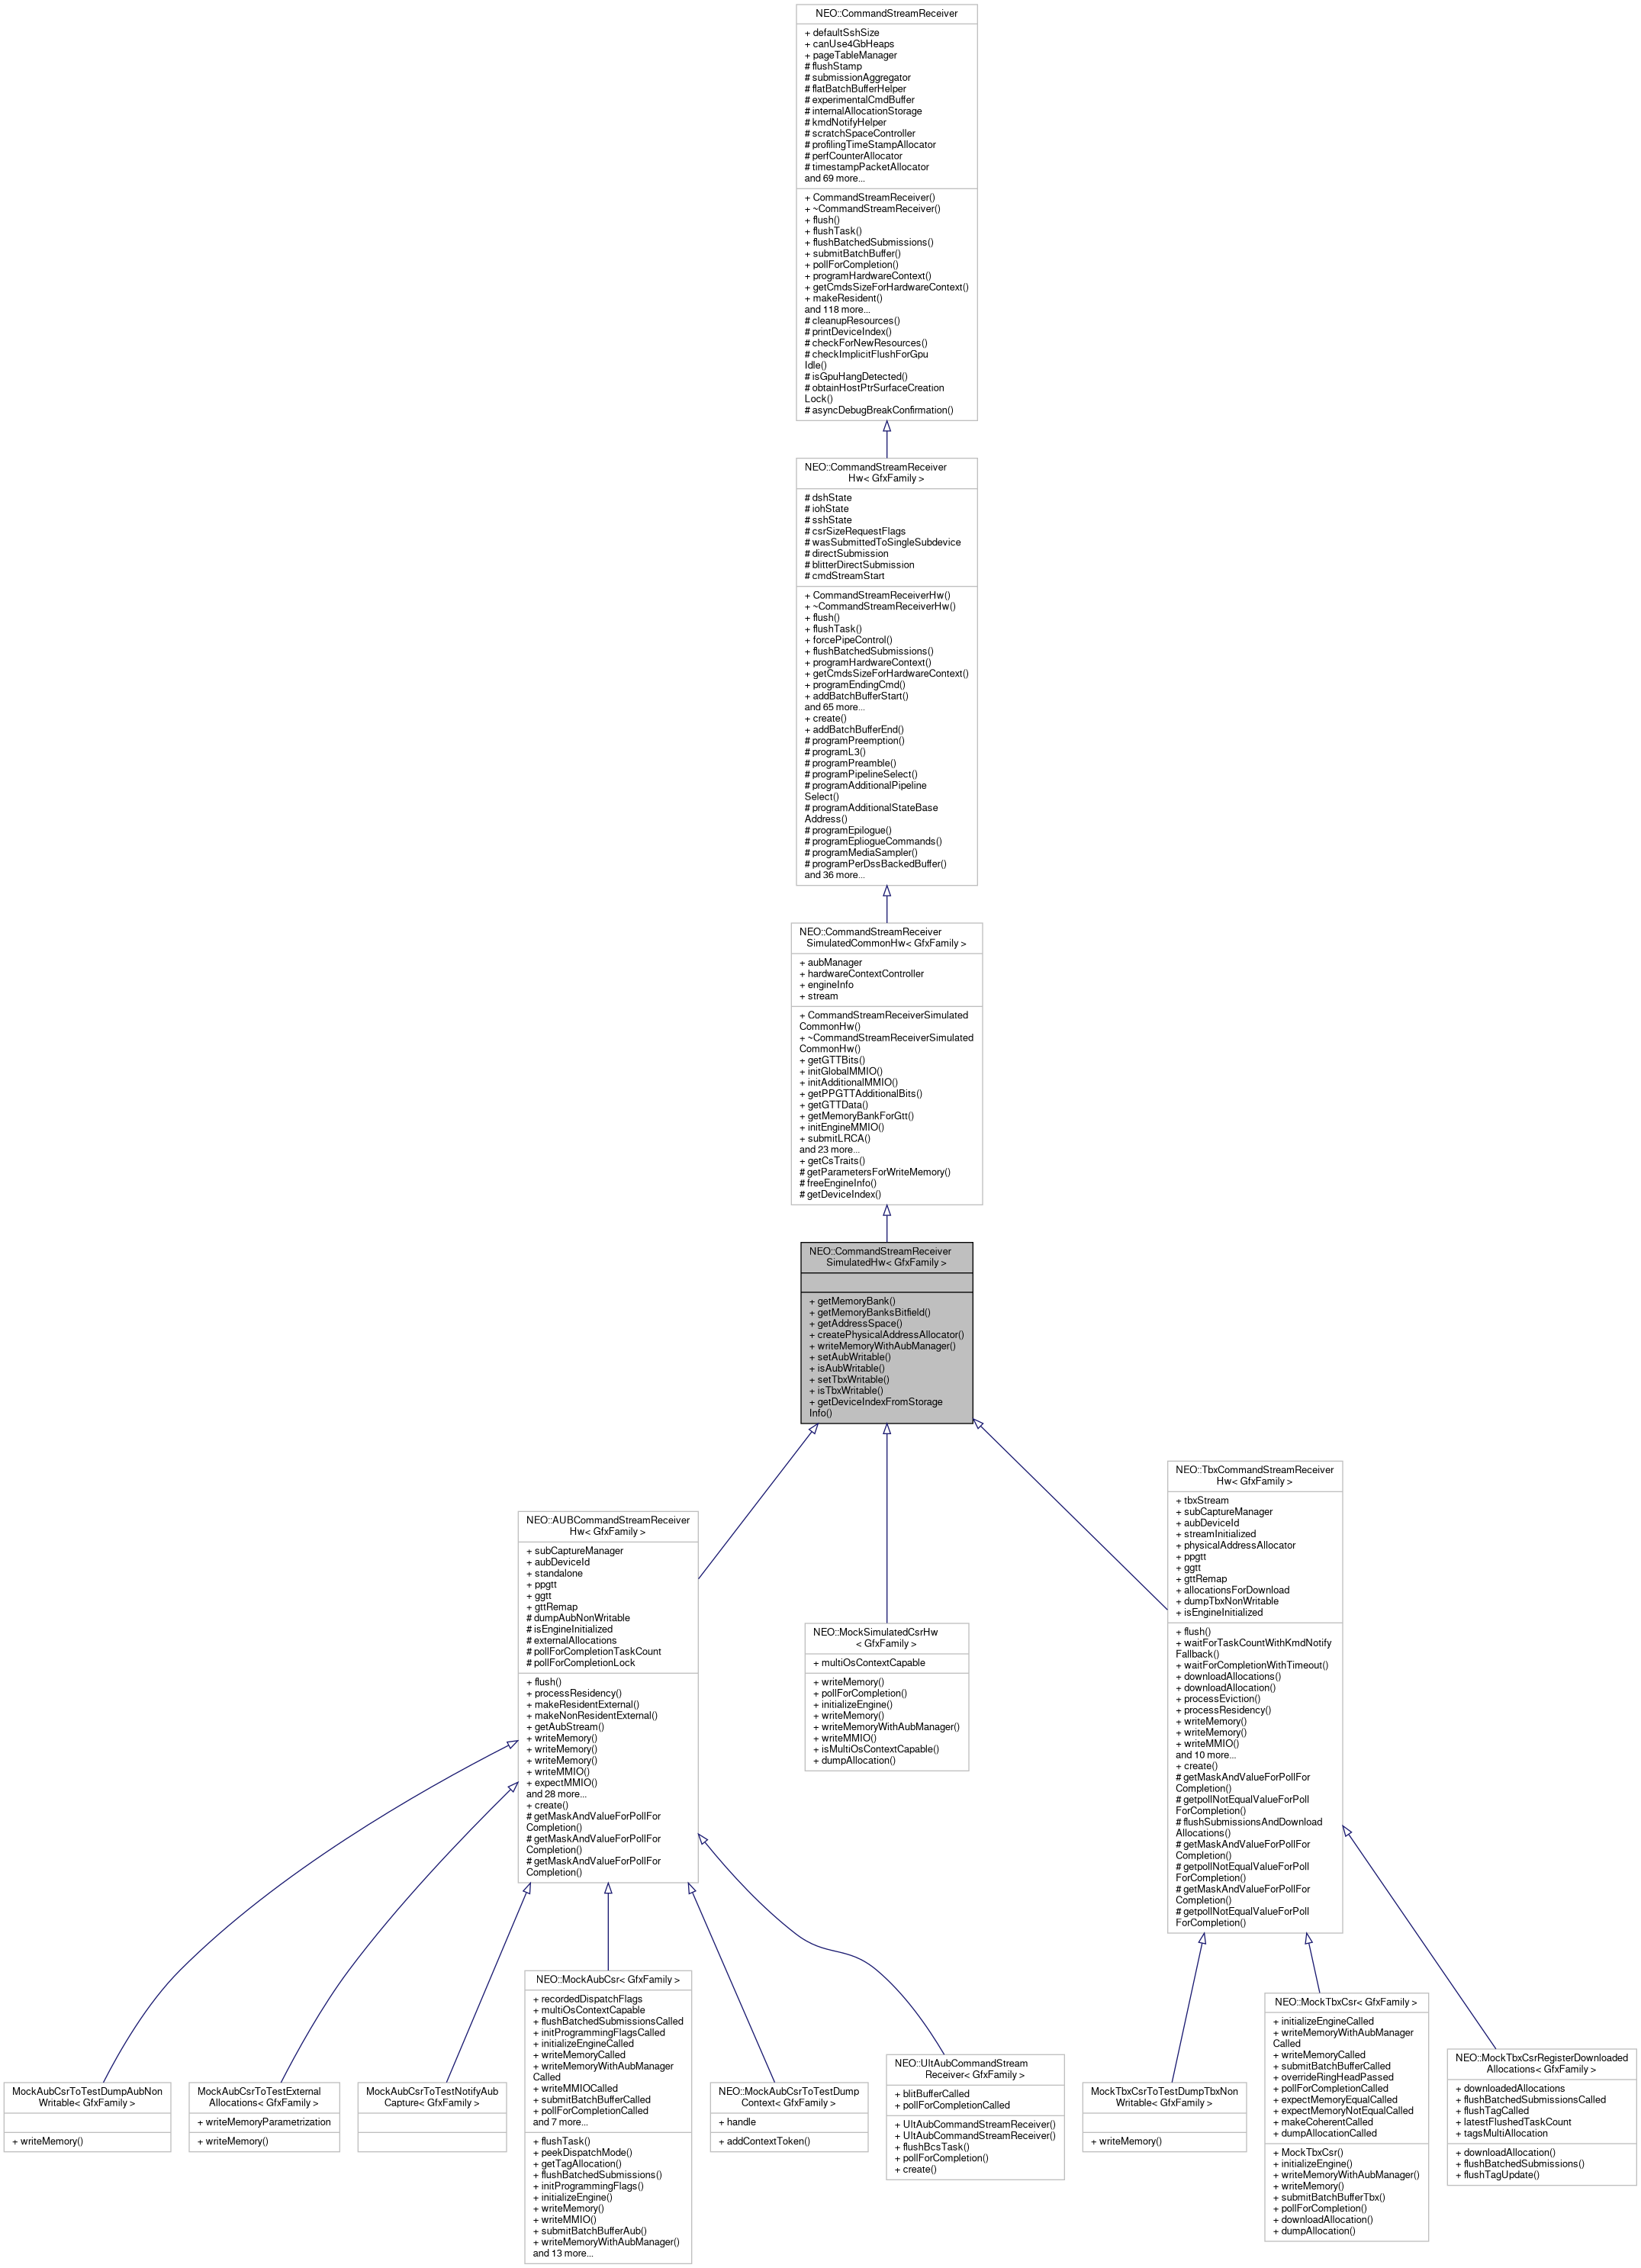 NEO::CommandStreamReceiver
+ defaultSshSize
+ canUse4GbHeaps
+ pageTableManager
# flushStamp
# submissionAggregator
# flatBatchBufferHelper
# experimentalCmdBuffer
# internalAllocationStorage
# kmdNotifyHelper
# scratchSpaceController
# profilingTimeStampAllocator
# perfCounterAllocator
# timestampPacketAllocator
and 69 more...
+ CommandStreamReceiver()
+ ~CommandStreamReceiver()
+ flush()
+ flushTask()
+ flushBatchedSubmissions()
+ submitBatchBuffer()
+ pollForCompletion()
+ programHardwareContext()
+ getCmdsSizeForHardwareContext()
+ makeResident()
and 118 more...
# cleanupResources()
# printDeviceIndex()
# checkForNewResources()
# checkImplicitFlushForGpu
Idle()
# isGpuHangDetected()
# obtainHostPtrSurfaceCreation
Lock()
# asyncDebugBreakConfirmation()
NEO::CommandStreamReceiver
Hw< GfxFamily >
# dshState
# iohState
# sshState
# csrSizeRequestFlags
# wasSubmittedToSingleSubdevice
# directSubmission
# blitterDirectSubmission
# cmdStreamStart
+ CommandStreamReceiverHw()
+ ~CommandStreamReceiverHw()
+ flush()
+ flushTask()
+ forcePipeControl()
+ flushBatchedSubmissions()
+ programHardwareContext()
+ getCmdsSizeForHardwareContext()
+ programEndingCmd()
+ addBatchBufferStart()
and 65 more...
+ create()
+ addBatchBufferEnd()
# programPreemption()
# programL3()
# programPreamble()
# programPipelineSelect()
# programAdditionalPipeline
Select()
# programAdditionalStateBase
Address()
# programEpilogue()
# programEpliogueCommands()
# programMediaSampler()
# programPerDssBackedBuffer()
and 36 more...
NEO::CommandStreamReceiver
SimulatedCommonHw< GfxFamily >
+ aubManager
+ hardwareContextController
+ engineInfo
+ stream
+ CommandStreamReceiverSimulated
CommonHw()
+ ~CommandStreamReceiverSimulated
CommonHw()
+ getGTTBits()
+ initGlobalMMIO()
+ initAdditionalMMIO()
+ getPPGTTAdditionalBits()
+ getGTTData()
+ getMemoryBankForGtt()
+ initEngineMMIO()
+ submitLRCA()
and 23 more...
+ getCsTraits()
# getParametersForWriteMemory()
# freeEngineInfo()
# getDeviceIndex()
NEO::CommandStreamReceiver
SimulatedHw< GfxFamily >
+ getMemoryBank()
+ getMemoryBanksBitfield()
+ getAddressSpace()
+ createPhysicalAddressAllocator()
+ writeMemoryWithAubManager()
+ setAubWritable()
+ isAubWritable()
+ setTbxWritable()
+ isTbxWritable()
+ getDeviceIndexFromStorage
Info()
NEO::AUBCommandStreamReceiver
Hw< GfxFamily >
+ subCaptureManager
+ aubDeviceId
+ standalone
+ ppgtt
+ ggtt
+ gttRemap
# dumpAubNonWritable
# isEngineInitialized
# externalAllocations
# pollForCompletionTaskCount
# pollForCompletionLock
+ flush()
+ processResidency()
+ makeResidentExternal()
+ makeNonResidentExternal()
+ getAubStream()
+ writeMemory()
+ writeMemory()
+ writeMemory()
+ writeMMIO()
+ expectMMIO()
and 28 more...
+ create()
# getMaskAndValueForPollFor
Completion()
# getMaskAndValueForPollFor
Completion()
# getMaskAndValueForPollFor
Completion()
NEO::MockSimulatedCsrHw
< GfxFamily >
+ multiOsContextCapable
+ writeMemory()
+ pollForCompletion()
+ initializeEngine()
+ writeMemory()
+ writeMemoryWithAubManager()
+ writeMMIO()
+ isMultiOsContextCapable()
+ dumpAllocation()
NEO::TbxCommandStreamReceiver
Hw< GfxFamily >
+ tbxStream
+ subCaptureManager
+ aubDeviceId
+ streamInitialized
+ physicalAddressAllocator
+ ppgtt
+ ggtt
+ gttRemap
+ allocationsForDownload
+ dumpTbxNonWritable
+ isEngineInitialized
+ flush()
+ waitForTaskCountWithKmdNotify
Fallback()
+ waitForCompletionWithTimeout()
+ downloadAllocations()
+ downloadAllocation()
+ processEviction()
+ processResidency()
+ writeMemory()
+ writeMemory()
+ writeMMIO()
and 10 more...
+ create()
# getMaskAndValueForPollFor
Completion()
# getpollNotEqualValueForPoll
ForCompletion()
# flushSubmissionsAndDownload
Allocations()
# getMaskAndValueForPollFor
Completion()
# getpollNotEqualValueForPoll
ForCompletion()
# getMaskAndValueForPollFor
Completion()
# getpollNotEqualValueForPoll
ForCompletion()
MockAubCsrToTestDumpAubNon
Writable< GfxFamily >
+ writeMemory()
MockAubCsrToTestExternal
Allocations< GfxFamily >
+ writeMemoryParametrization
+ writeMemory()
MockAubCsrToTestNotifyAub
Capture< GfxFamily >
NEO::MockAubCsr< GfxFamily >
+ recordedDispatchFlags
+ multiOsContextCapable
+ flushBatchedSubmissionsCalled
+ initProgrammingFlagsCalled
+ initializeEngineCalled
+ writeMemoryCalled
+ writeMemoryWithAubManager
Called
+ writeMMIOCalled
+ submitBatchBufferCalled
+ pollForCompletionCalled
and 7 more...
+ flushTask()
+ peekDispatchMode()
+ getTagAllocation()
+ flushBatchedSubmissions()
+ initProgrammingFlags()
+ initializeEngine()
+ writeMemory()
+ writeMMIO()
+ submitBatchBufferAub()
+ writeMemoryWithAubManager()
and 13 more...
NEO::MockAubCsrToTestDump
Context< GfxFamily >
+ handle
+ addContextToken()
NEO::UltAubCommandStream
Receiver< GfxFamily >
+ blitBufferCalled
+ pollForCompletionCalled
+ UltAubCommandStreamReceiver()
+ UltAubCommandStreamReceiver()
+ flushBcsTask()
+ pollForCompletion()
+ create()
MockTbxCsrToTestDumpTbxNon
Writable< GfxFamily >
+ writeMemory()
NEO::MockTbxCsr< GfxFamily >
+ initializeEngineCalled
+ writeMemoryWithAubManager
Called
+ writeMemoryCalled
+ submitBatchBufferCalled
+ overrideRingHeadPassed
+ pollForCompletionCalled
+ expectMemoryEqualCalled
+ expectMemoryNotEqualCalled
+ makeCoherentCalled
+ dumpAllocationCalled
+ MockTbxCsr()
+ initializeEngine()
+ writeMemoryWithAubManager()
+ writeMemory()
+ submitBatchBufferTbx()
+ pollForCompletion()
+ downloadAllocation()
+ dumpAllocation()
NEO::MockTbxCsrRegisterDownloaded
Allocations< GfxFamily >
+ downloadedAllocations
+ flushBatchedSubmissionsCalled
+ flushTagCalled
+ latestFlushedTaskCount
+ tagsMultiAllocation
+ downloadAllocation()
+ flushBatchedSubmissions()
+ flushTagUpdate()